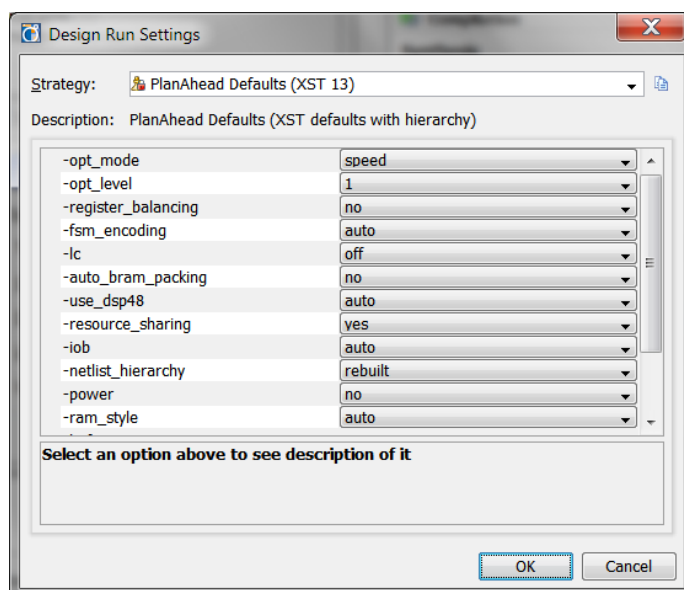 Design Run Settings
Strategy: PlanAhead Defaults (XST 13)
Description: PlanAhead Defaults (XST defaults with hierarchy)
-opt_mode speed
-opt_level 1
-register_balancing no
-fsm_encoding auto
-lc off
-auto_bram_packing no
-use_dsp48 auto
-resource_sharing yes
-iob auto
-netlist_hierarchy rebuilt
-power no
-ram_style auto
Select an option above to see description of it
OK Cancel